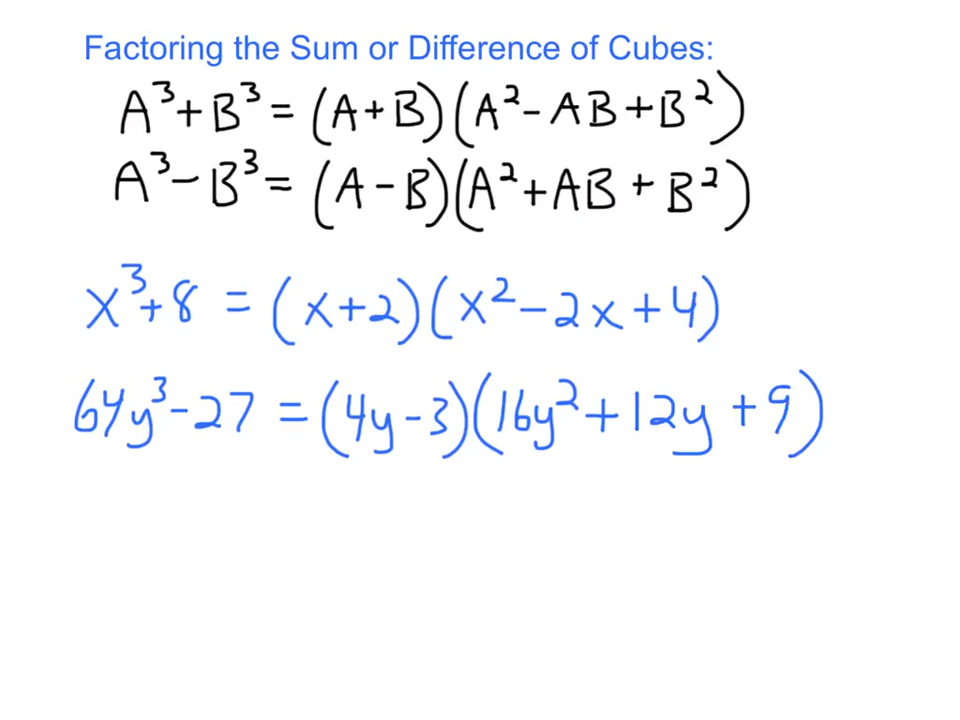 Factoring the Sum or Difference of Cubes:
A³+B³ = (A+B)(A²-AB+B²)
A³-B³ = (A-B)(A²+AB+B²)
x³+8 = (x+2)(x²-2x+4)
64y³-27 = (4y-3)(16y²+12y+9)